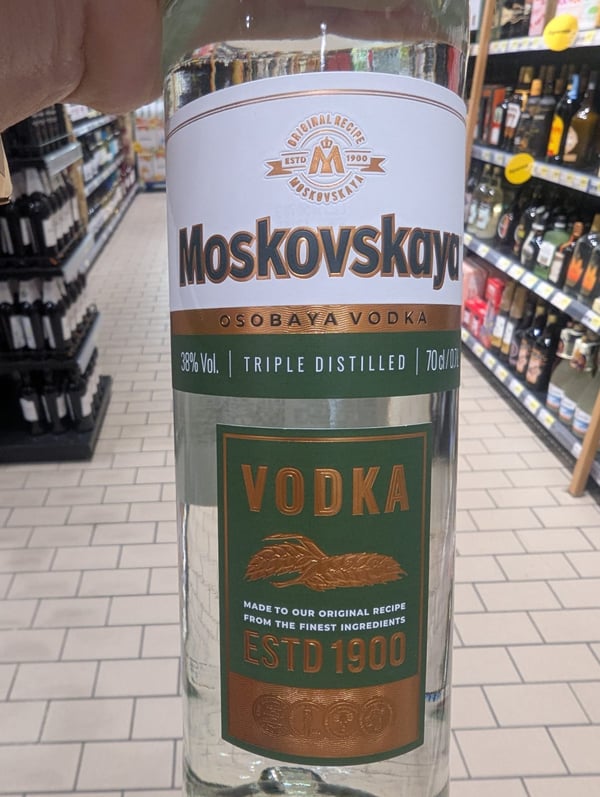 ORIGINAL RECIPE
ESTD M 1900
MOSKOVSKAYA
Moskovskaya
OSOBAYA VODKA
38% Vol. | TRIPLE DISTILLED | 70 cl/0,7
VODKA
MADE TO OUR ORIGINAL RECIPE
FROM THE FINEST INGREDIENTS
ESTD 1900